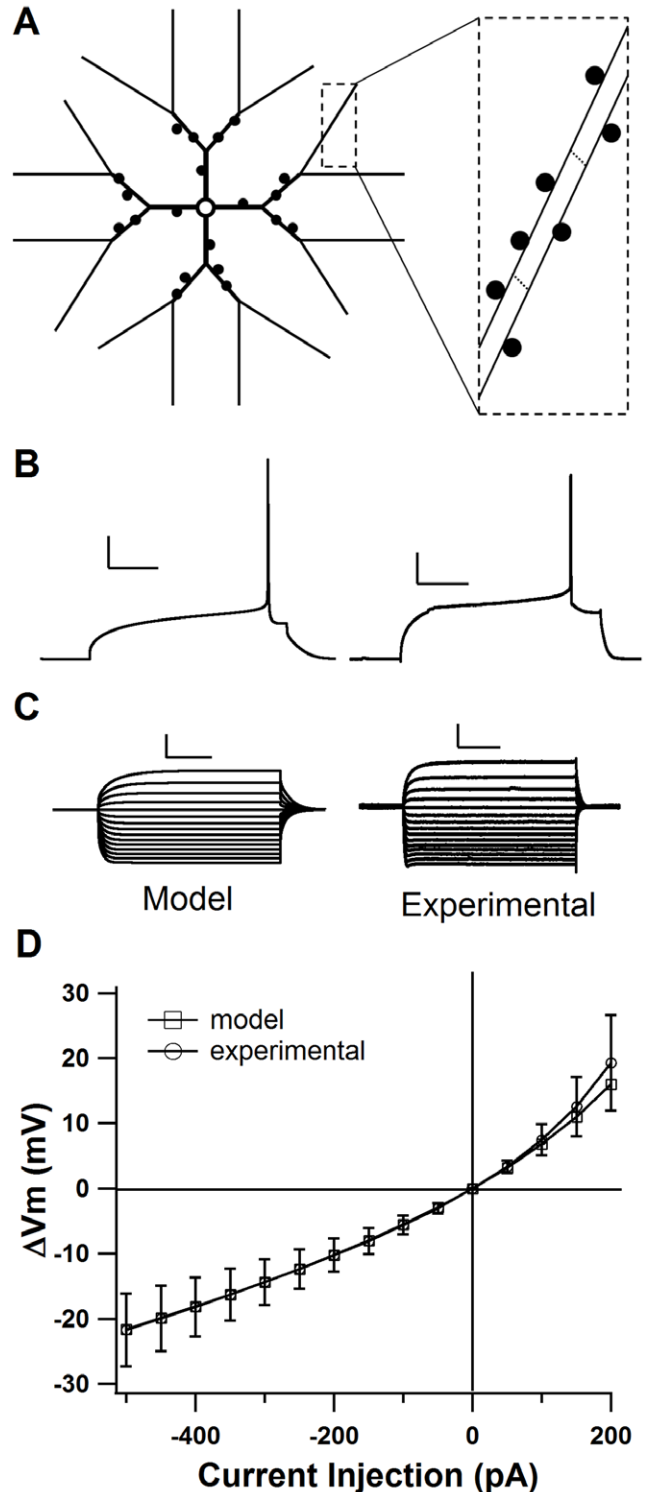 A
B
C
Model
Experimental
D
30
model
experimental
20
10
0
-10
-20
-30
ΔVm (mV)
-400
-200
0
200
Current Injection (pA)